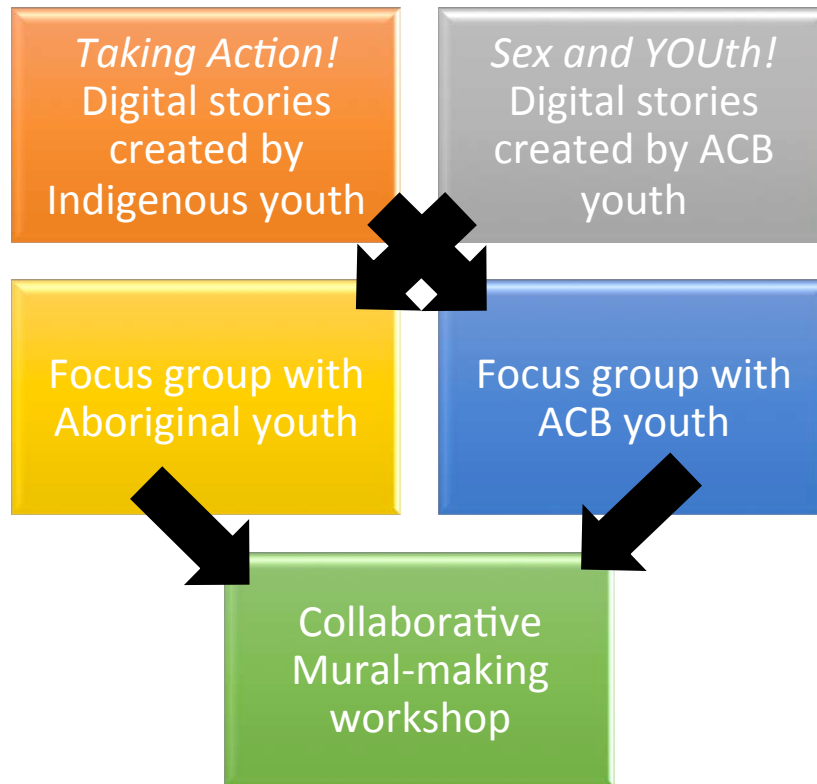 Taking Action!
Digital stories
created by
Indigenous youth
Sex and YOUth!
Digital stories
created by ACB
youth
Focus group with
Aboriginal youth
Focus group with
ACB youth
Collaborative
Mural-making
workshop